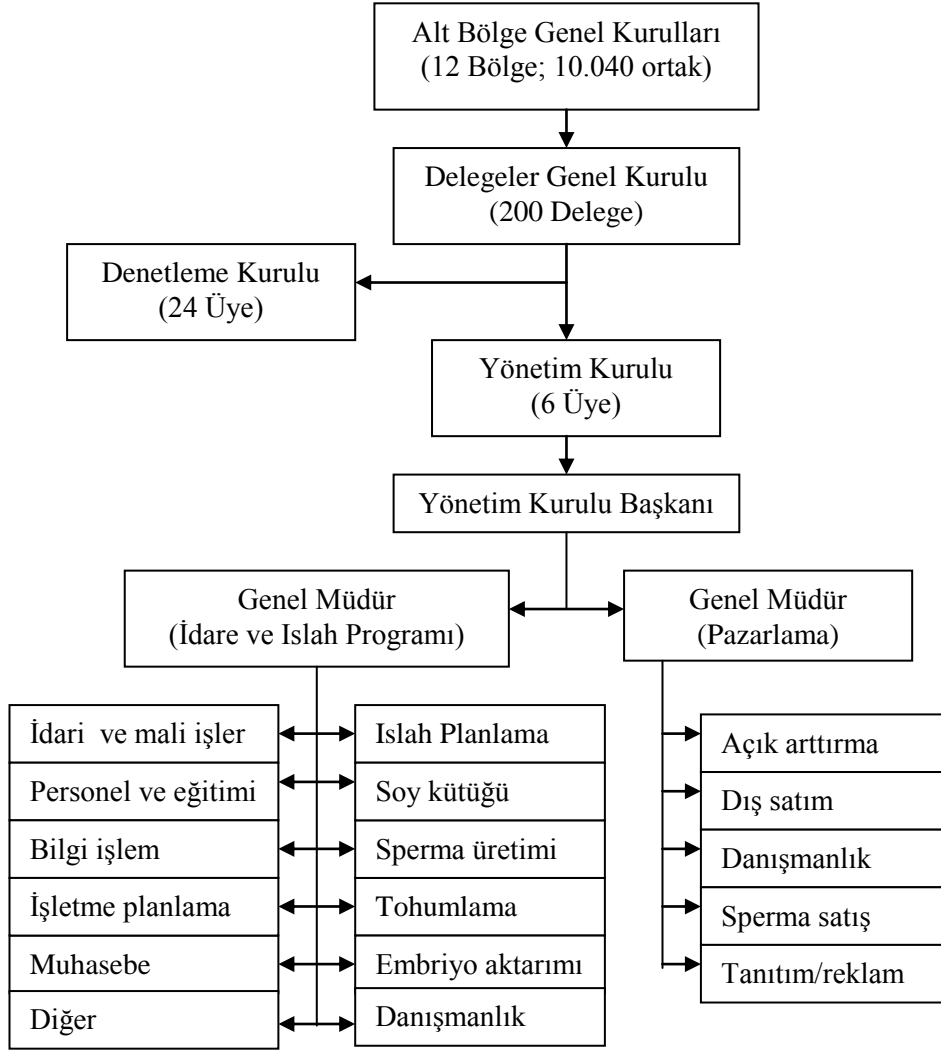 Alt Bölge Genel Kurulları
(12 Bölge; 10.040 ortak)
Delegeler Genel Kurulu
(200 Delege)
Denetleme Kurulu
(24 Üye)
Yönetim Kurulu
(6 Üye)
Yönetim Kurulu Başkanı
Genel Müdür
(İdare ve Islah Programı)
Genel Müdür
(Pazarlama)
İdari ve mali işler
Personel ve eğitimi
Bilgi işlem
İşletme planlama
Muhasebe
Diğer
Islah Planlama
Soy kütüğü
Sperma üretimi
Tohumlama
Embriyo aktarımı
Danışmanlık
Açık arttırma
Dış satım
Danışmanlık
Sperma satış
Tanıtım/reklam